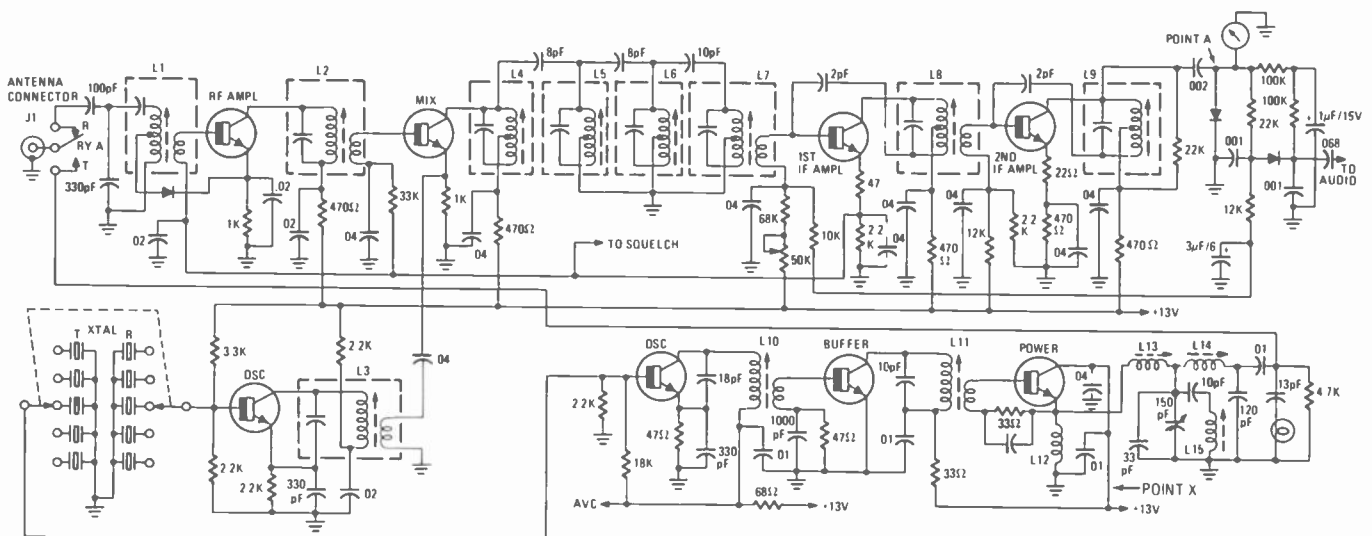 8pF
8pF
10pF
POINT A
ANTENNA
CONNECTOR
J1
100pF
L1
RF AMPL
L2
MIX
L4
L5
L6
L7
2pF
L8
2pF
L9
002
100K
100K
22K
1μF/15V
R
RY A
T
330pF
02
1K
.02
02
470Ω
04
33K
1K
04
470Ω
04
68K
50K
10K
1ST
IF AMPL
47
2 2
K
04
04
470
Ω
04
12K
2ND
IF AMPL
22Ω
2 2
K
470
Ω
04
04
22K
470Ω
001
001
068
TO
AUDIO
12K
3μF/6
TO SQUELCH
+13V
T
XTAL
R
3.3K
OSC
2.2K
L3
04
2 2K
2 2K
330
pF
02
2.2K
18K
OSC
18pF
47Ω
330
pF
L10
BUFFER
1000
pF
01
47Ω
10pF
L11
01
33Ω
POWER
04
33Ω
L12
01
L13
L14
01
10pF
150
pF
33
pF
L15
120
pF
13pF
4.7K
AVC
68Ω
+13V
POINT X
+13V